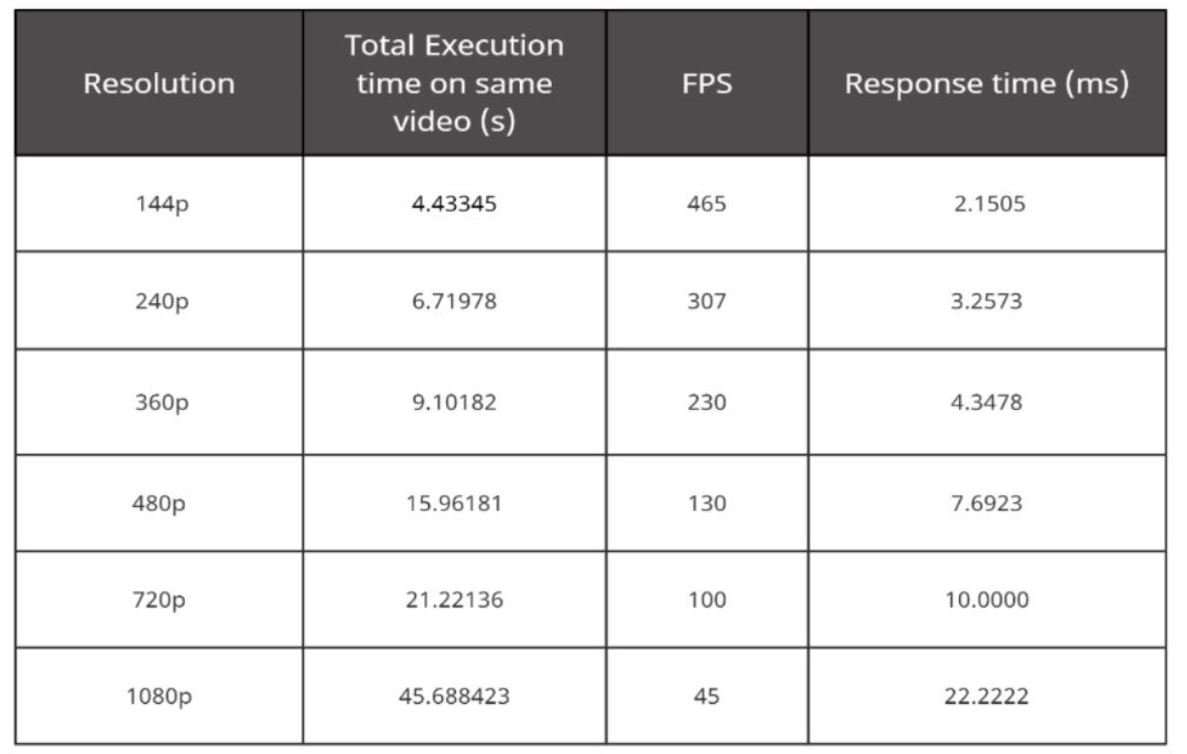 Resolution
Total Execution
time on same
video (s)
FPS
Response time (ms)
144p
4.43345
465
2.1505
240p
6.71978
307
3.2573
360p
9.10182
230
4.3478
480p
15.96181
130
7.6923
720p
21.22136
100
10.0000
1080p
45.688423
45
22.2222